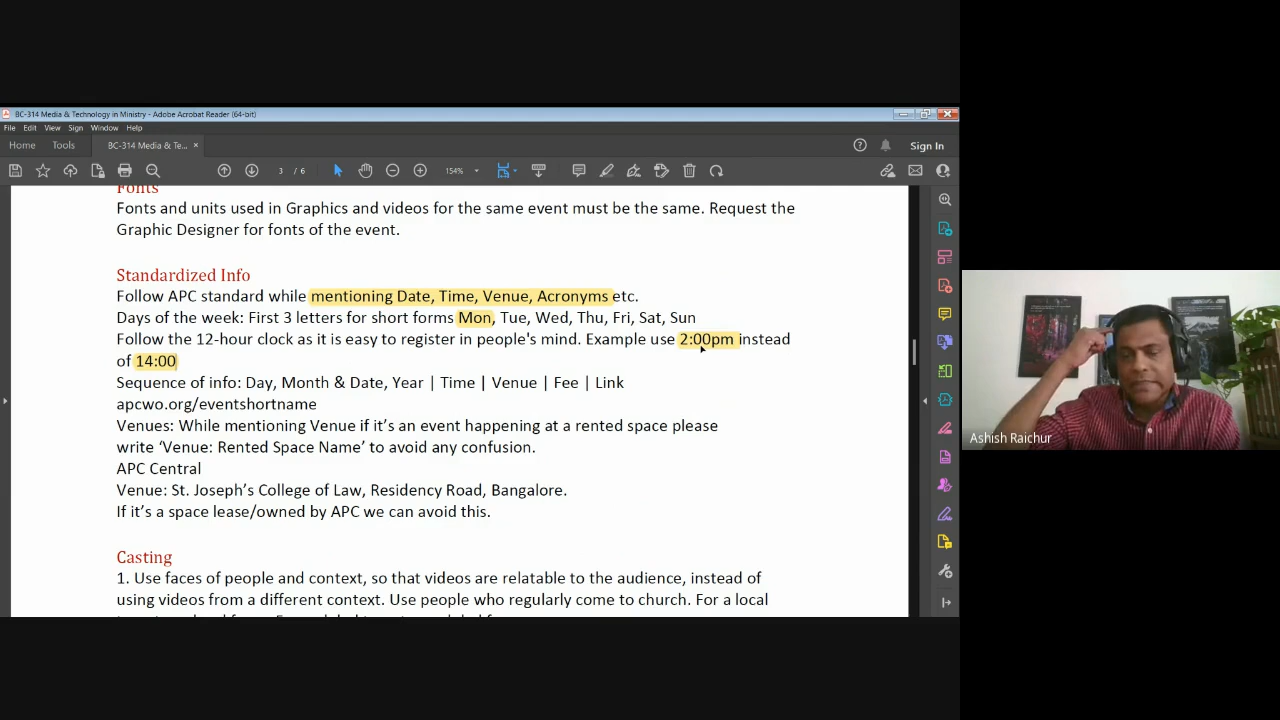 BC-314 Media & Technology in Ministry - Adobe Acrobat Reader (64-bit)
File Edit View Sign Window Help
Home Tools BC-314 Media & Te... × Sign In
3 / 6 154%
Fonts
Fonts and units used in Graphics and videos for the same event must be the same. Request the
Graphic Designer for fonts of the event.
Standardized Info
Follow APC standard while mentioning Date, Time, Venue, Acronyms etc.
Days of the week: First 3 letter for short forms Mon, Tue, Wed, Thu, Fri, Sat, Sun
Follow the 12-hour clock as it is easy to register in people's mind. Example use 2:00pm instead
of 14:00
Sequence of info: Day, Month & Date, Year | Time | Venue | Fee | Link
apcwo.org/eventshortname
Venues: While mentioning Venue if it's an event happening at a rented space please
write ‘Venue: Rented Space Name’ to avoid any confusion.
APC Central
Venue: St. Joseph’s College of Law, Residency Road, Bangalore.
If it’s a space lease/owned by APC we can avoid this.
Casting
1. Use faces of people and context, so that videos are relatable to the audience, instead of
using videos from a different context. Use people who regularly come to church. For a local
Ashish Raichur